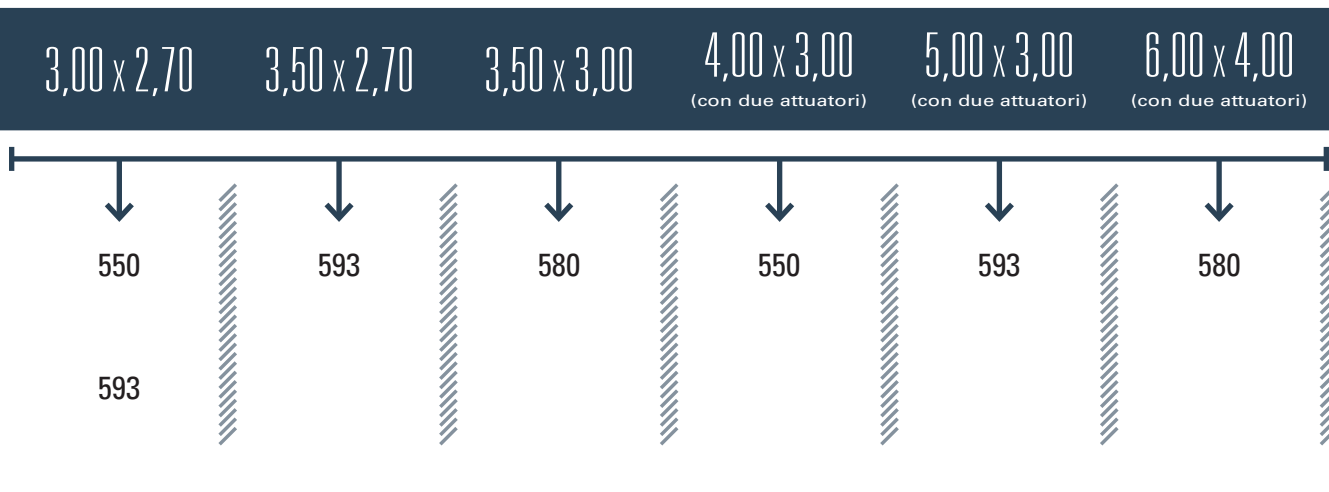 3,00 x 2,70
3,50 x 2,70
3,50 x 3,00
4,00 x 3,00
(con due attuatori)
5,00 x 3,00
(con due attuatori)
6,00 x 4,00
(con due attuatori)
550
593
580
550
593
580
593